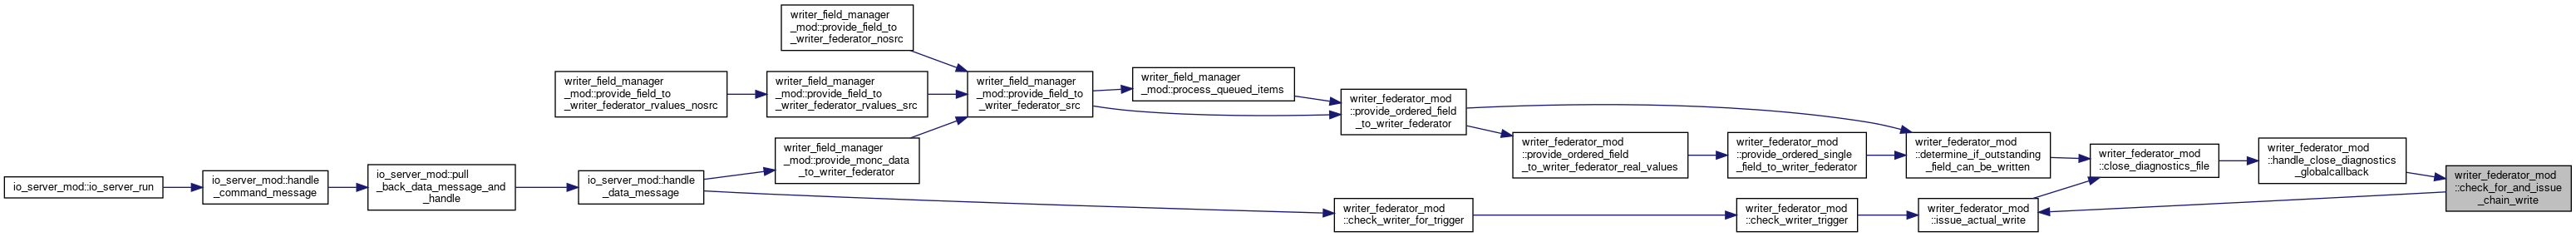 writer_field_manager
_mod::provide_field_to
_writer_federator_nosrc
writer_field_manager
_mod::provide_field_to
_writer_federator_rvalues_nosrc
writer_field_manager
_mod::provide_field_to
_writer_federator_rvalues_src
writer_field_manager
_mod::provide_field_to
_writer_federator_src
writer_field_manager
_mod::process_queued_items
writer_federator_mod
::provide_ordered_field
_to_writer_federator
writer_federator_mod
::provide_ordered_field
_to_writer_federator_real_values
writer_federator_mod
::provide_ordered_single
_field_to_writer_federator
writer_federator_mod
::determine_if_outstanding
_field_can_be_written
writer_federator_mod
::close_diagnostics_file
writer_federator_mod
::handle_close_diagnostics
_globalcallback
writer_federator_mod
::check_for_and_issue
_chain_write
io_server_mod::io_server_run
io_server_mod::handle
_command_message
io_server_mod::pull
_back_data_message_and
_handle
io_server_mod::handle
_data_message
writer_field_manager
_mod::provide_monc_data
_to_writer_federator
writer_federator_mod
::check_writer_for_trigger
writer_federator_mod
::check_writer_trigger
writer_federator_mod
::issue_actual_write